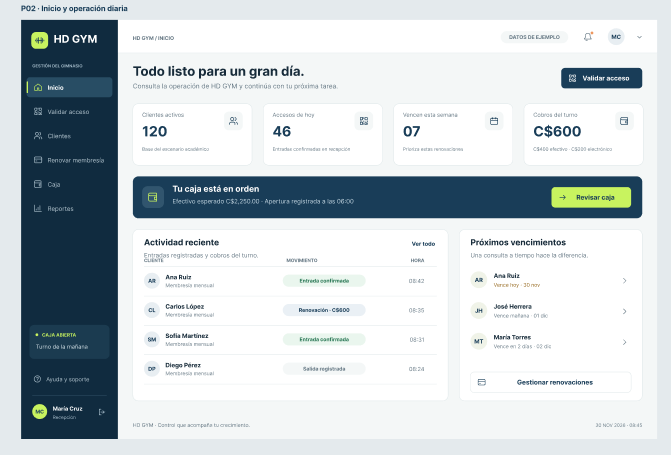 P02 · Inicio y operación diaria
HD GYM
GESTIÓN DEL GIMNASIO
Inicio
Validar acceso
Clientes
Renovar membresía
Caja
Reportes
CAJA ABIERTA
Turno de la mañana
Ayuda y soporte
MC
María Cruz
Recepción
HD GYM / INICIO
DATOS DE EJEMPLO
MC
Todo listo para un gran día.
Consulta la operación de HD GYM y continúa con tu próxima tarea.
Validar acceso
Clientes activos
120
Base del escenario académico
Accesos de hoy
46
Entradas confirmadas en recepción
Vencen esta semana
07
Prioriza estas renovaciones
Cobros del turno
C$600
C$400 efectivo · C$200 electrónico
Tu caja está en orden
Efectivo esperado C$2,250.00 · Apertura registrada a las 06:00
Revisar caja
Actividad reciente
Ver todo
Entradas registradas y cobros del turno.
CLIENTE
MOVIMIENTO
HORA
AR
Ana Ruiz
Membresía mensual
Entrada confirmada
08:42
CL
Carlos López
Membresía mensual
Renovación · C$600
08:35
SM
Sofía Martínez
Membresía mensual
Entrada confirmada
08:31
DP
Diego Pérez
Membresía mensual
Salida registrada
08:24
Próximos vencimientos
Una consulta a tiempo hace la diferencia.
AR
Ana Ruiz
Vence hoy · 30 nov
JH
José Herrera
Vence mañana · 01 dic
MT
María Torres
Vence en 2 días · 02 dic
Gestionar renovaciones
HD GYM · Control que acompaña tu crecimiento.
30 NOV 2026 · 08:45